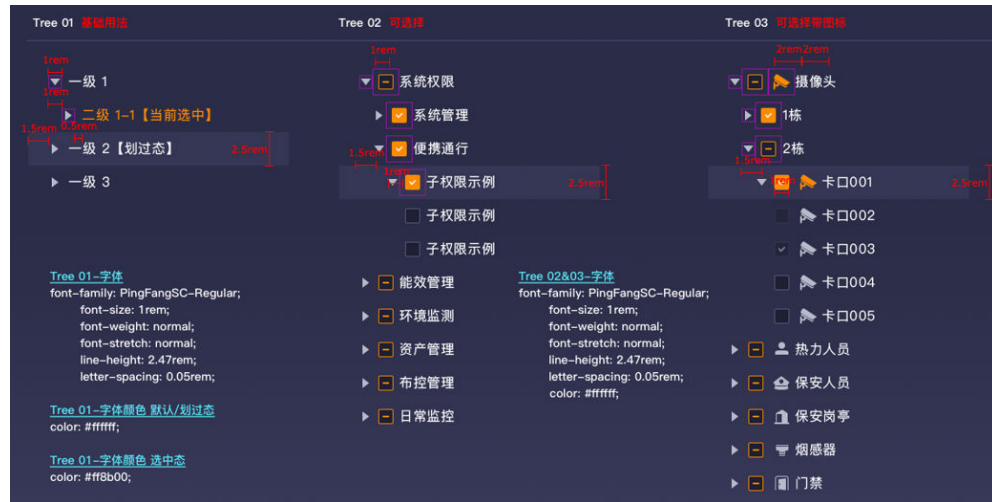 Tree 01 基础用法
1rem
一级 1
1rem
二级 1-1【当前选中】
1.5rem 0.5rem
一级 2【划过态】 2.5rem
一级 3
Tree 01-字体
font-family: PingFangSC-Regular;
font-size: 1rem;
font-weight: normal;
font-stretch: normal;
line-height: 2.47rem;
letter-spacing: 0.05rem;
Tree 01-字体颜色 默认/划过态
color: #ffffff;
Tree 01-字体颜色 选中态
color: #ff8b00;
Tree 02 可选择
1rem
系统权限
系统管理
1.5rem 便携通行
1rem
子权限示例 2.5rem
子权限示例
子权限示例
能效管理
环境监测
资产管理
布控管理
日常监控
Tree 02&03-字体
font-family: PingFangSC-Regular;
font-size: 1rem;
font-weight: normal;
font-stretch: normal;
line-height: 2.47rem;
letter-spacing: 0.05rem;
color: #ffffff;
Tree 03 可选择带图标
2rem2rem
摄像头
1栋
2栋
1.5rem
1rem 卡口001 2.5rem
卡口002
卡口003
卡口004
卡口005
热力人员
保安人员
保安岗亭
烟感器
门禁